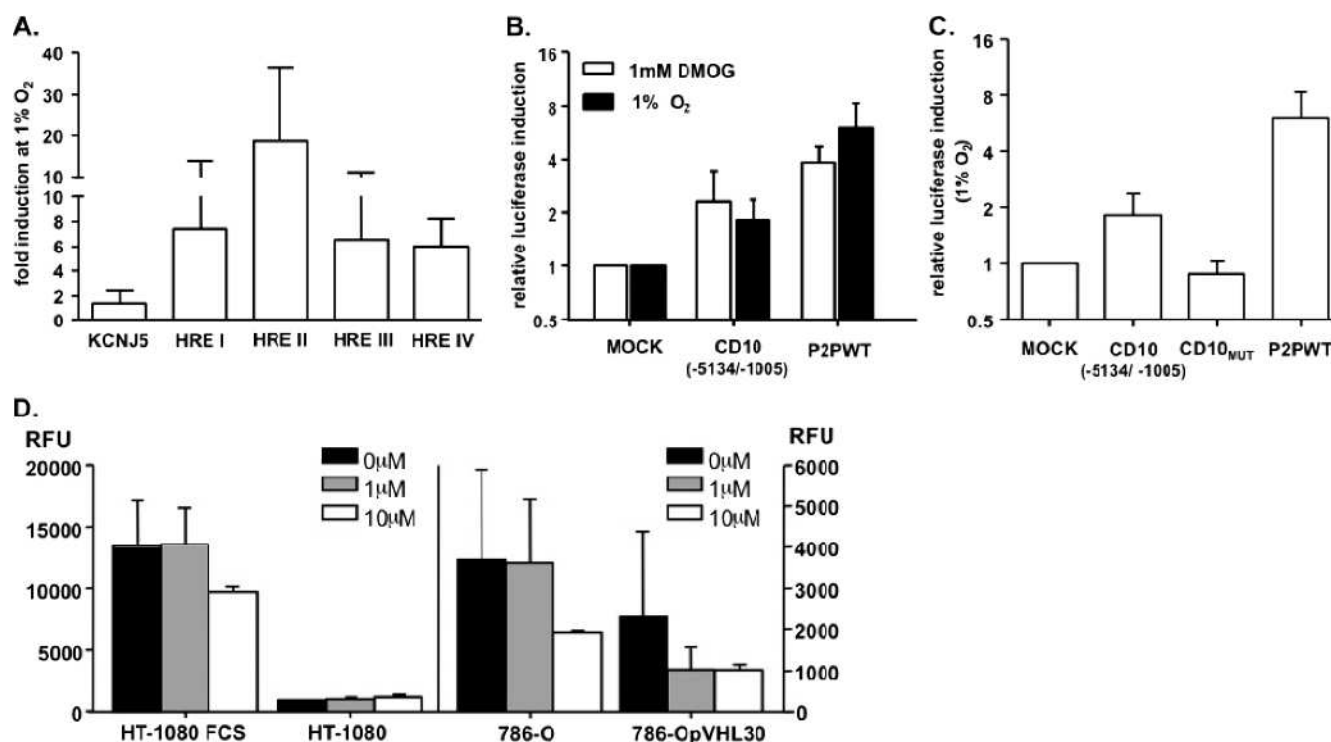 A.
fold induction at 1% O2
40
30
20
10
8
6
4
2
0
KCNJ5 HRE I HRE II HRE III HRE IV
B.
relative luciferase induction
16
8
4
2
1
0.5
1mM DMOG
1% O2
MOCK CD10 P2PWT
(-5134/-1005)
C.
relative luciferase induction
(1% O2)
16
8
4
2
1
0.5
MOCK CD10 CD10MUT P2PWT
(-5134/ -1005)
D.
RFU
20000
15000
10000
5000
0
0μM
1μM
10μM
HT-1080 FCS HT-1080
0μM
1μM
10μM
786-O 786-OpVHL30
RFU
6000
5000
4000
3000
2000
1000
0